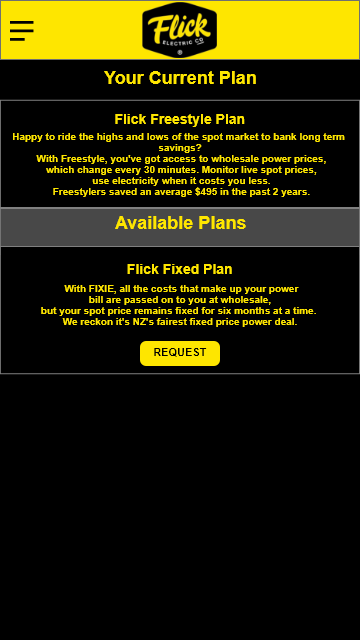 Flick
ELECTRIC CO
Your Current Plan
Flick Freestyle Plan
Happy to ride the highs and lows of the spot market to bank long term
savings?
With Freestyle, you've got access to wholesale power prices,
which change every 30 minutes. Monitor live spot prices,
use electricity when it costs you less.
Freestylers saved an average $495 in the past 2 years.
Available Plans
Flick Fixed Plan
With FIXIE, all the costs that make up your power
bill are passed on to you at wholesale,
but your spot price remains fixed for six months at a time.
We reckon it's NZ's fairest fixed price power deal.
REQUEST